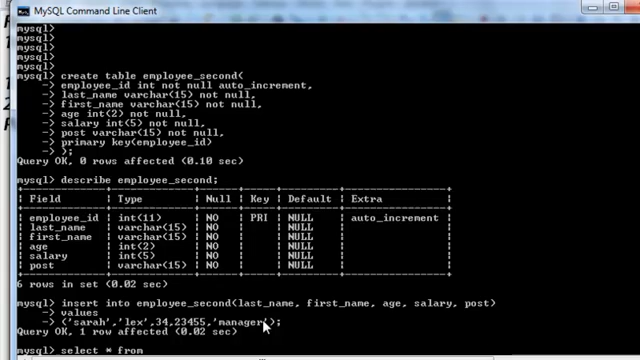 MySQL Command Line Client
mysql>
mysql>
mysql>
mysql>
mysql>
mysql> create table employee_second(
-> employee_id int not null auto_increment,
-> last_name varchar(15) not null,
-> first_name varchar(15) not null,
-> age int(2) not null,
-> salary int(5) not null,
-> post varchar(15) not null,
-> primary key(employee_id)
-> );
Query OK, 0 rows affected (0.10 sec)
mysql> describe employee_second;
| Field | Type | Null | Key | Default | Extra |
| employee_id | int(11) | NO | PRI | NULL | auto_increment |
| last_name | varchar(15) | NO | | NULL | |
| first_name | varchar(15) | NO | | NULL | |
| age | int(2) | NO | | NULL | |
| salary | int(5) | NO | | NULL | |
| post | varchar(15) | NO | | NULL | |
6 rows in set (0.02 sec)
mysql> insert into employee_second(last_name, first_name, age, salary, post)
-> values
-> ('sarah','lex',34,23455,'manager');
Query OK, 1 row affected (0.02 sec)
mysql> select * from